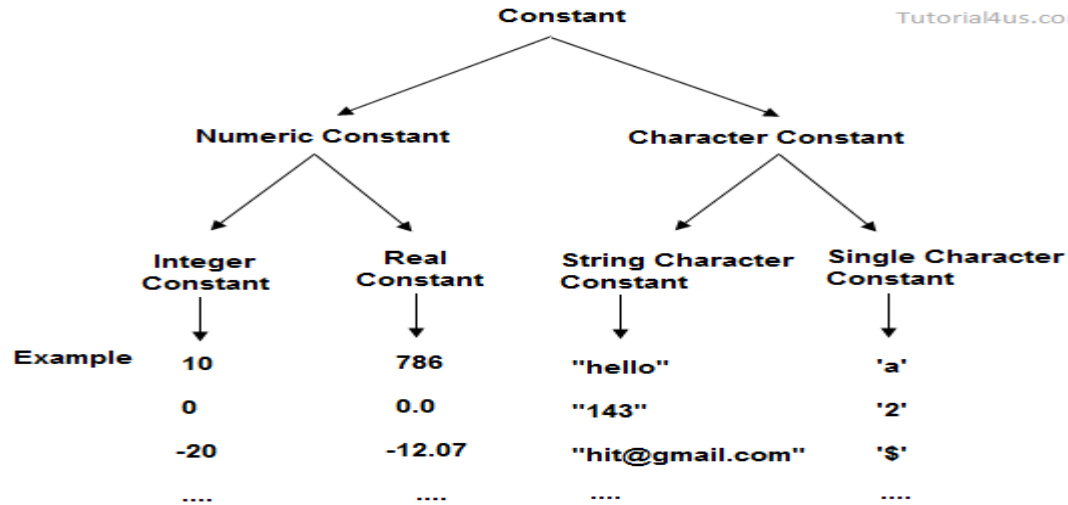 Constant
Tutorial4us.co
Numeric Constant
Character Constant
Integer
Constant
Real
Constant
String Character
Constant
Single Character
Constant
Example
10
786
"hello"
'a'
0
0.0
"143"
'2'
-20
-12.07
"hit@gmail.com"
'$'
....
....
....
....